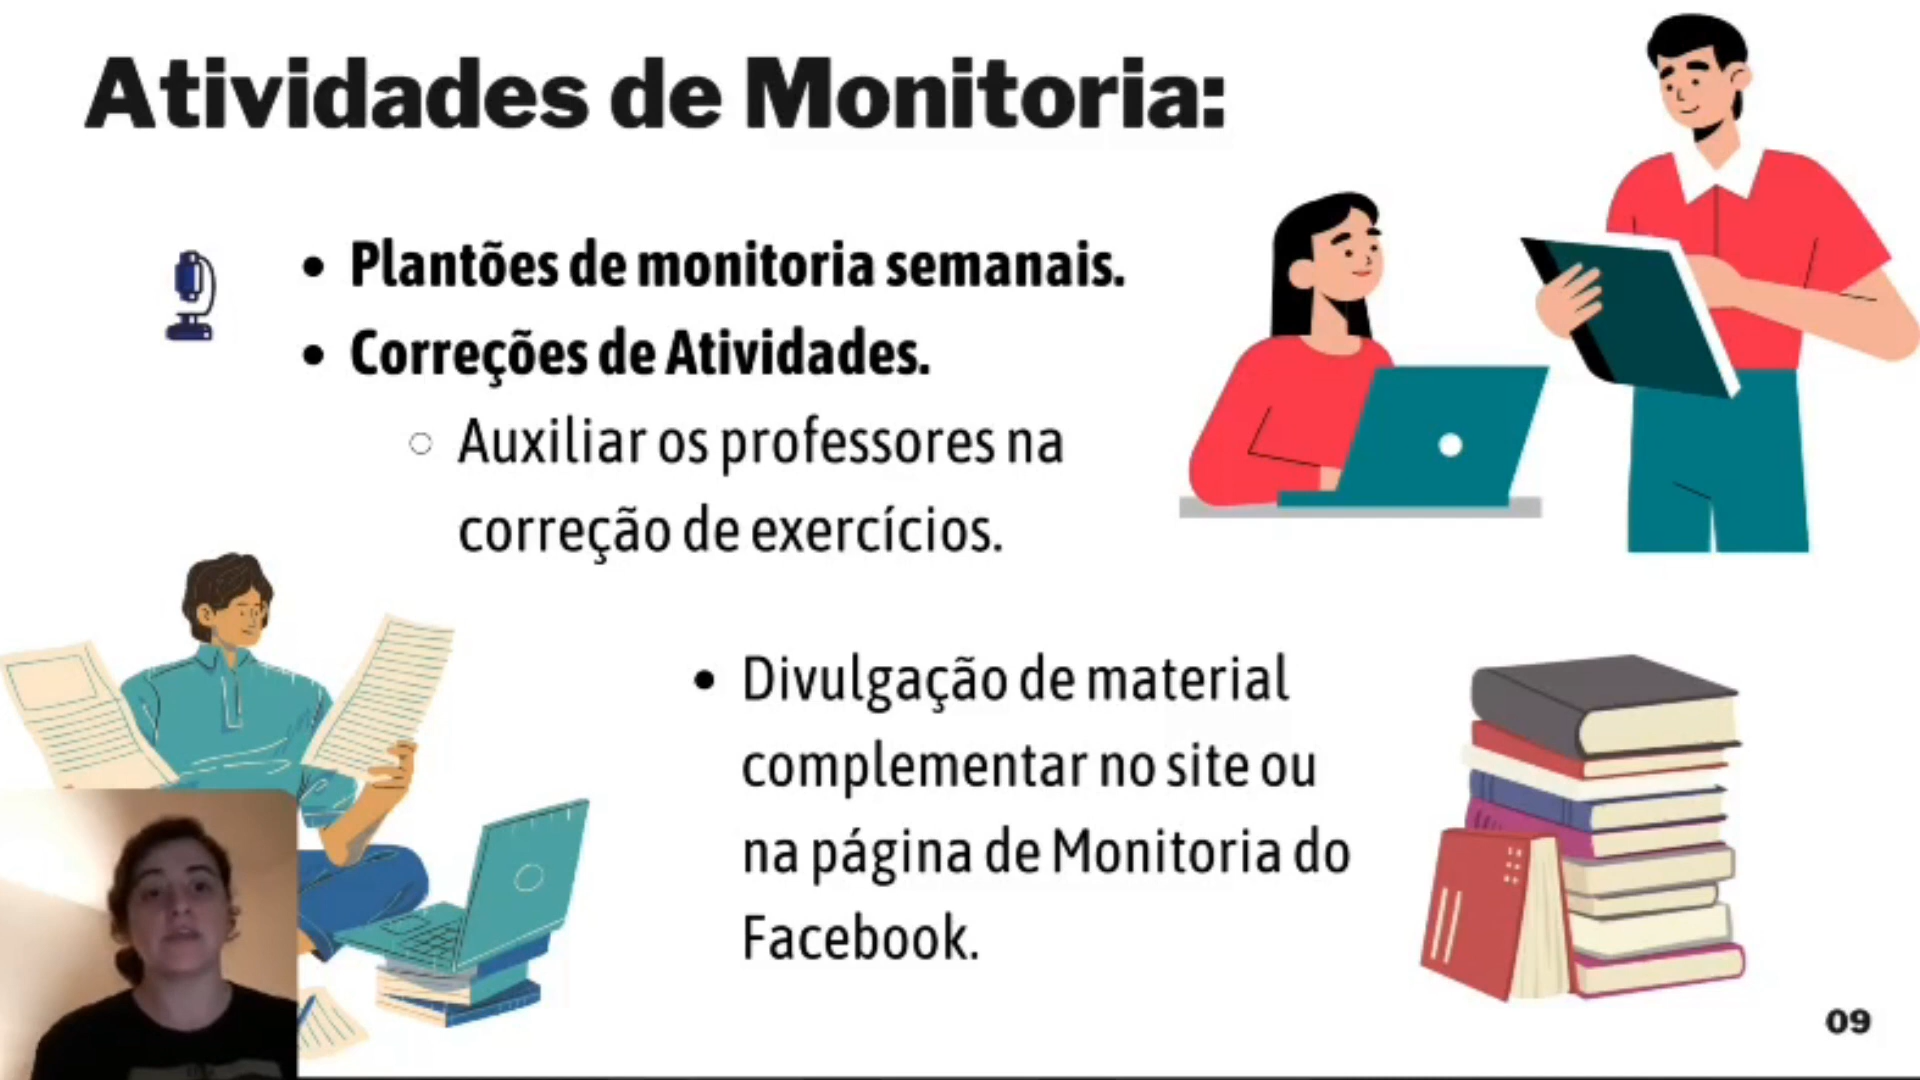 Atividades de Monitoria:
• Plantões de monitoria semanais.
• Correções de Atividades.
○ Auxiliar os professores na
correção de exercícios.
• Divulgação de material
complementar no site ou
na página de Monitoria do
Facebook.
09